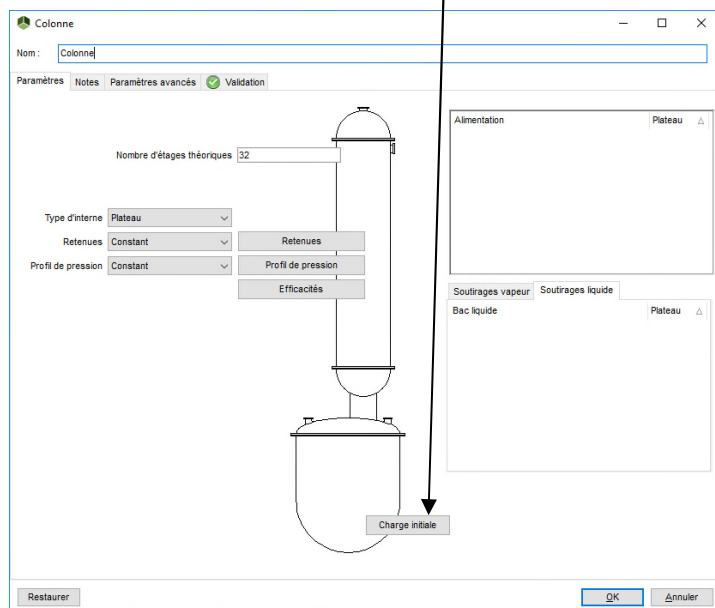 Colonne
Nom : Colonne
Paramètres Notes Paramètres avancés Validation
Alimentation Plateau
Nombre d'étages théoriques 32
Type d'interne Plateau
Retenues Constant Retenues
Profil de pression Constant Profil de pression
Efficacités
Soutirages vapeur Soutirages liquide
Bac liquide Plateau
Charge initiale
Restaurer OK Annuler